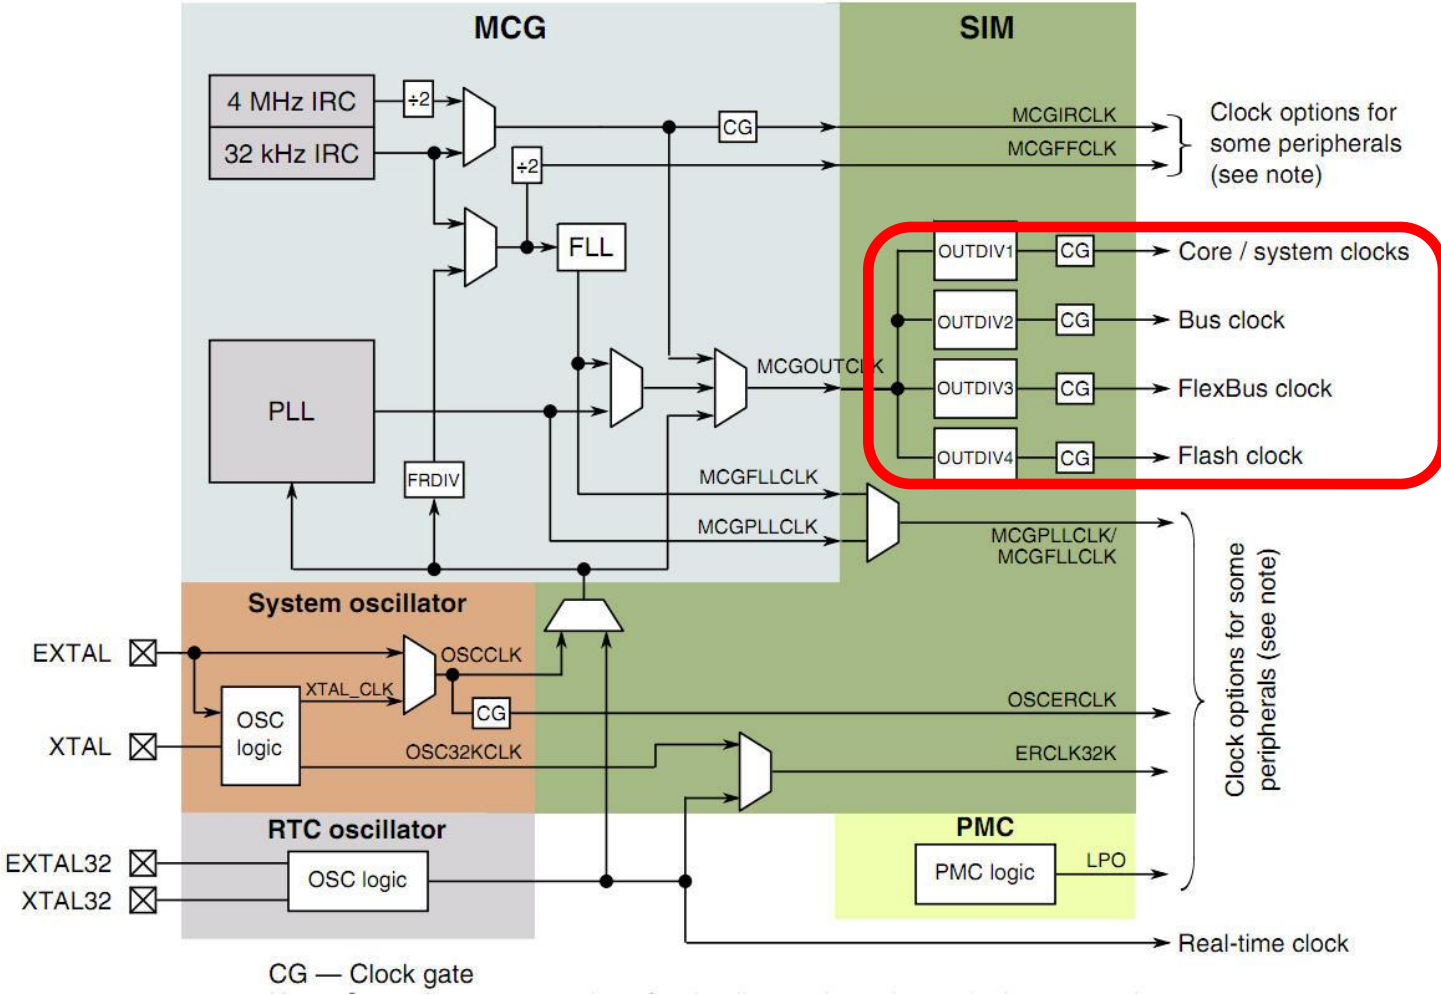 MCG
SIM
4 MHz IRC
÷2
32 kHz IRC
CG
MCGIRCLK
MCGFFCLK
Clock options for
some peripherals
(see note)
÷2
FLL
OUTDIV1
CG
Core / system clocks
OUTDIV2
CG
Bus clock
MCGOUTCLK
OUTDIV3
CG
FlexBus clock
OUTDIV4
CG
Flash clock
PLL
FRDIV
MCGFLLCLK
MCGPLLCLK
MCGPLLCLK/
MCGFLLCLK
Clock options for some
peripherals (see note)
System oscillator
EXTAL
OSCCLK
XTAL_CLK
OSC
logic
CG
OSCERCLK
XTAL
OSC32KCLK
ERCLK32K
RTC oscillator
PMC
EXTAL32
OSC logic
PMC logic
LPO
XTAL32
Real-time clock
CG — Clock gate